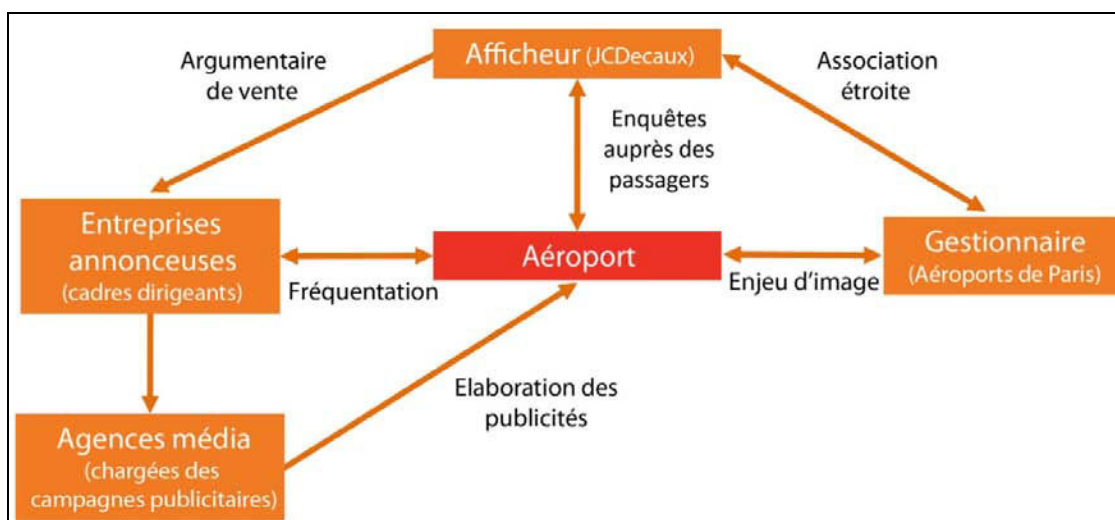 Afficheur (JCDecaux)
Argumentaire
de vente
Association
étroite
Enquêtes
auprès des
passagers
Entreprises
annonceuses
(cadres dirigeants)
Fréquentation
Aéroport
Enjeu d'image
Gestionnaire
(Aéroports de Paris)
Elaboration des
publicités
Agences média
(chargées des
campagnes publicitaires)